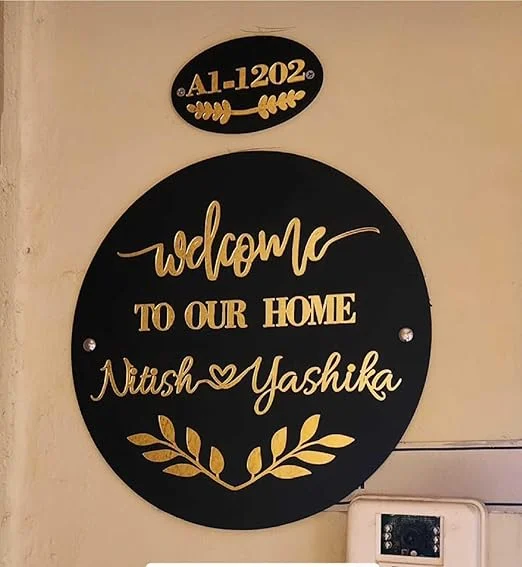 A1-1202
welcome
TO OUR HOME
Nitish Yashika